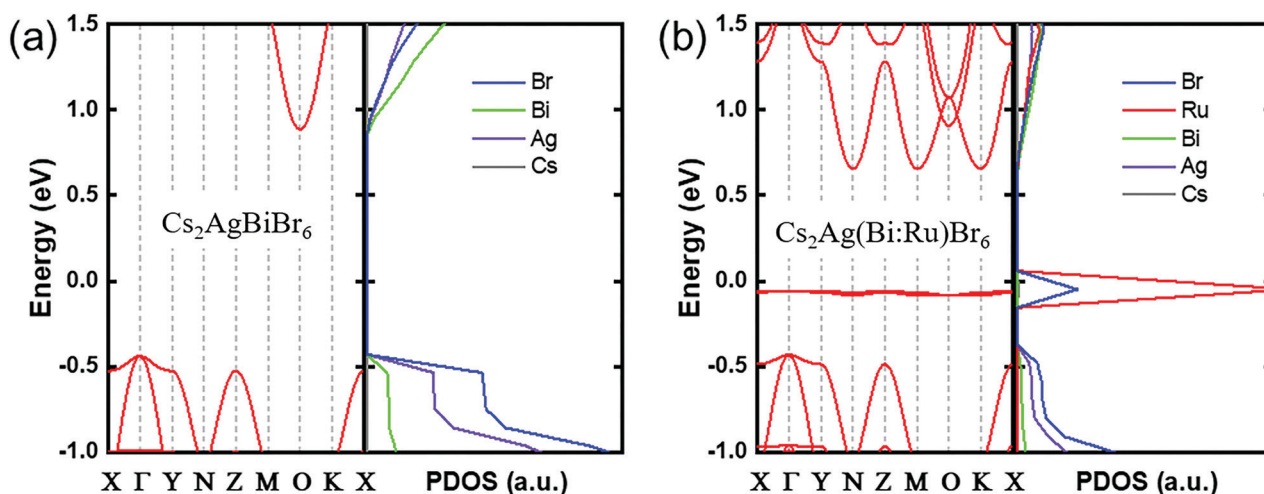 (a)
Energy (eV)
1.5
1.0
0.5
0.0
-0.5
-1.0
Cs₂AgBiBr₆
Br
Bi
Ag
Cs
X Γ Y N Z M O K X
PDOS (a.u.)
(b)
Energy (eV)
1.5
1.0
0.5
0.0
-0.5
-1.0
Cs₂Ag(Bi:Ru)Br₆
Br
Ru
Bi
Ag
Cs
X Γ Y N Z M O K X
PDOS (a.u.)